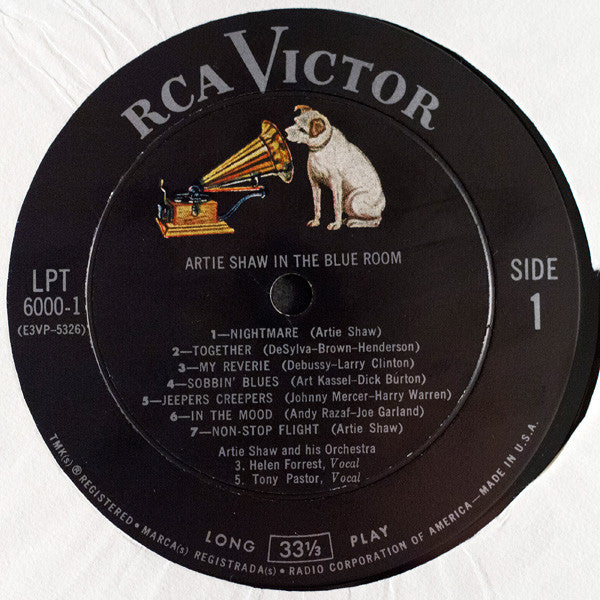 RCA VICTOR
ARTIE SHAW IN THE BLUE ROOM
LPT
6000-1
(E3VP-5326)
SIDE
1
1—NIGHTMARE (Artie Shaw)
2—TOGETHER (DeSylva-Brown-Henderson)
3—MY REVERIE (Debussy-Larry Clinton)
4—SOBBIN' BLUES (Art Kassel-Dick Burton)
5—JEEPERS CREEPERS (Johnny Mercer-Harry Warren)
6—IN THE MOOD (Andy Razaf-Joe Garland)
7—NON-STOP FLIGHT (Artie Shaw)
Artie Shaw and his Orchestra
3. Helen Forrest, Vocal
5. Tony Pastor, Vocal
LONG 33⅓ PLAY
TMK(s) ® REGISTERED • MARCA(s) REGISTRADA(s) • RADIO CORPORATION OF AMERICA—MADE IN U.S.A.